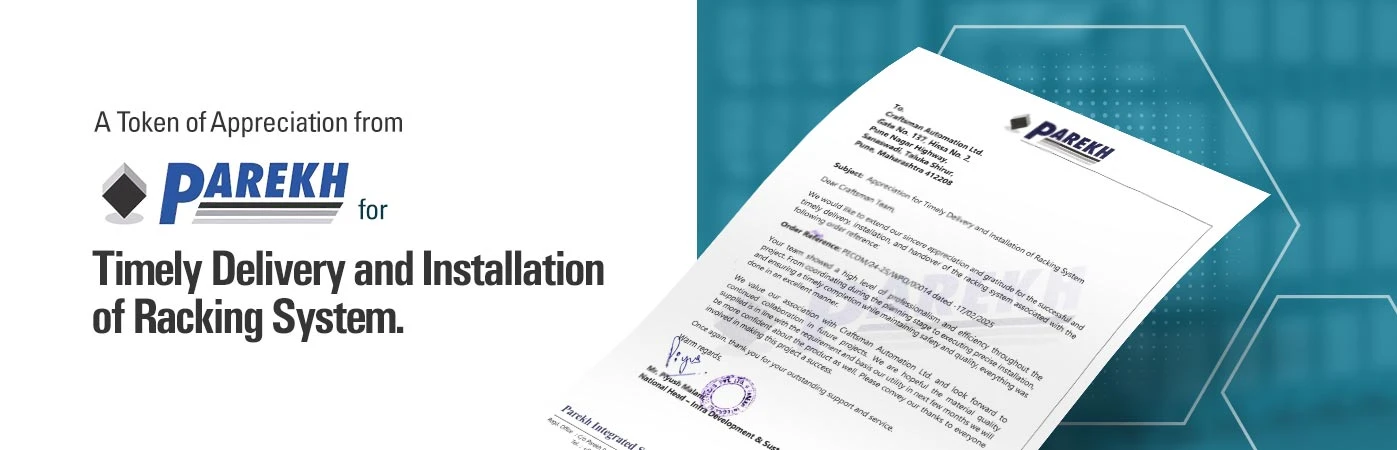 A Token of Appreciation from
PAREKH
for
Timely Delivery and Installation
of Racking System.
PAREKH
To,
Craftsman Automation Ltd.
Gate No. 137, Hissa No. 2,
Pune Nagar Highway,
Sanaswadi, Taluka Shirur,
Pune, Maharashtra 412208
Subject: Appreciation for Timely Delivery and Installation of Racking System
Dear Craftsman Team,
We would like to extend our sincere appreciation and gratitude for the successful and
timely delivery, installation, and handover of the racking system associated with the
following order reference:
Order Reference: PECOM/24-25/WPO/00014 dated -17/02/2025
Your team showed a high level of professionalism and efficiency throughout the
project. From coordinating during the planning stage to executing precise installation,
and ensuring a timely completion while maintaining safety and quality, everything was
done in an excellent manner.
We value our association with Craftsman Automation Ltd. and look forward to
continued collaboration in future projects. We are hopeful the material quality
supplied is in line with the requirement and basis our utility in next few months we will
be more confident about the product as well. Please convey our thanks to everyone
involved in making this project a success.
Once again, thank you for your outstanding support and service.
Warm regards,
Piyus
Mr. Piyush Malani
National Head – Infra Development & Sust
Parekh Integrated S
Regd. Office